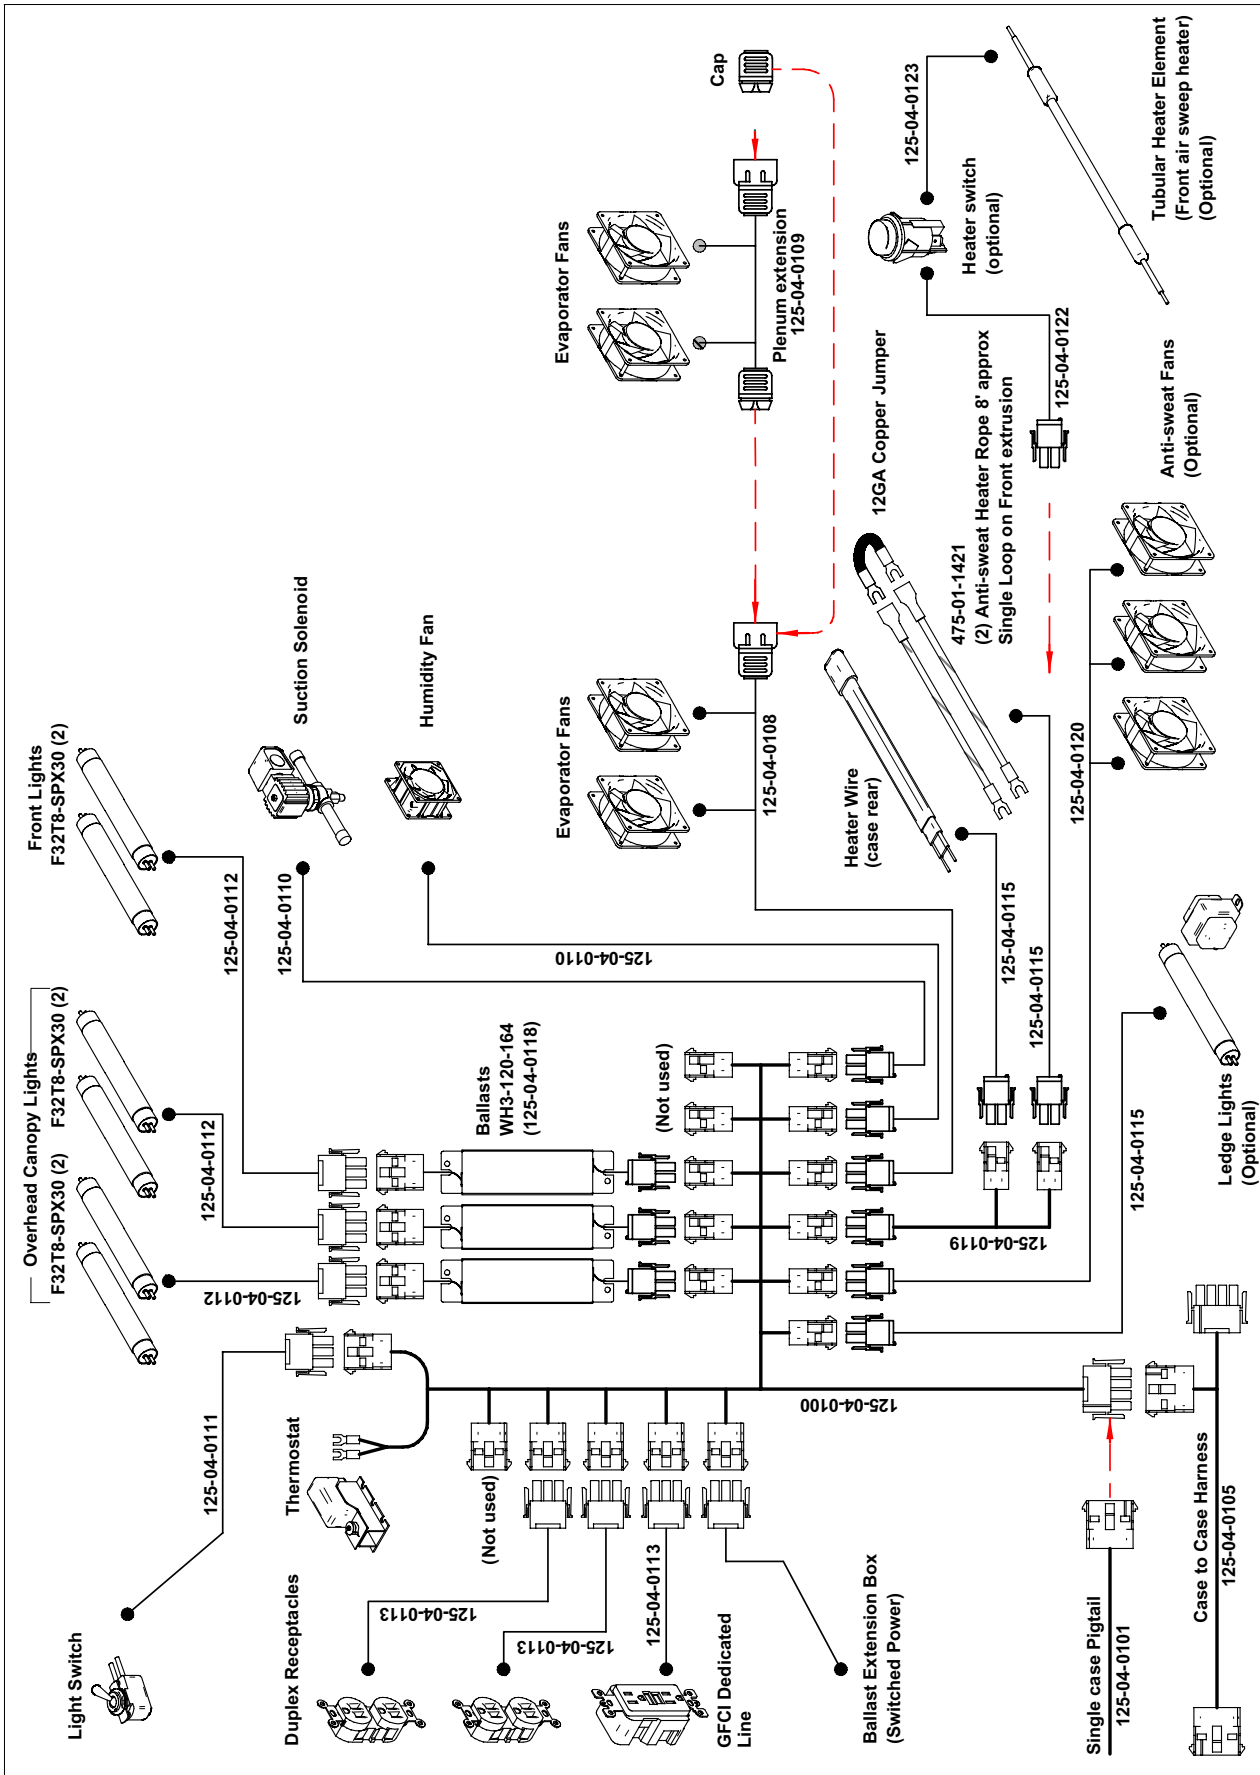 Light Switch
125-04-0111
Overhead Canopy Lights
F32T8-SPX30 (2)
F32T8-SPX30 (2)
125-04-0112
125-04-0112
Front Lights
F32T8-SPX30 (2)
125-04-0112
Thermostat
Suction Solenoid
125-04-0110
Humidity Fan
125-04-0110
Ballasts
WH3-120-164
(125-04-0118)
(Not used)
(Not used)
Duplex Receptacles
125-04-0113
125-04-0113
GFCI Dedicated
Line
125-04-0113
Ballast Extension Box
(Switched Power)
125-04-0100
Evaporator Fans
125-04-0108
Evaporator Fans
Plenum extension
125-04-0109
Cap
Heater Wire
(case rear)
125-04-0115
12GA Copper Jumper
475-01-1421
(2) Anti-sweat Heater Rope 8' approx
Single Loop on Front extrusion
125-04-0115
125-04-0119
Heater switch
(optional)
125-04-0123
125-04-0122
Tubular Heater Element
(Front air sweep heater)
(Optional)
125-04-0120
Anti-sweat Fans
(Optional)
125-04-0115
Ledge Lights
(Optional)
Single case Pigtail
125-04-0101
Case to Case Harness
125-04-0105